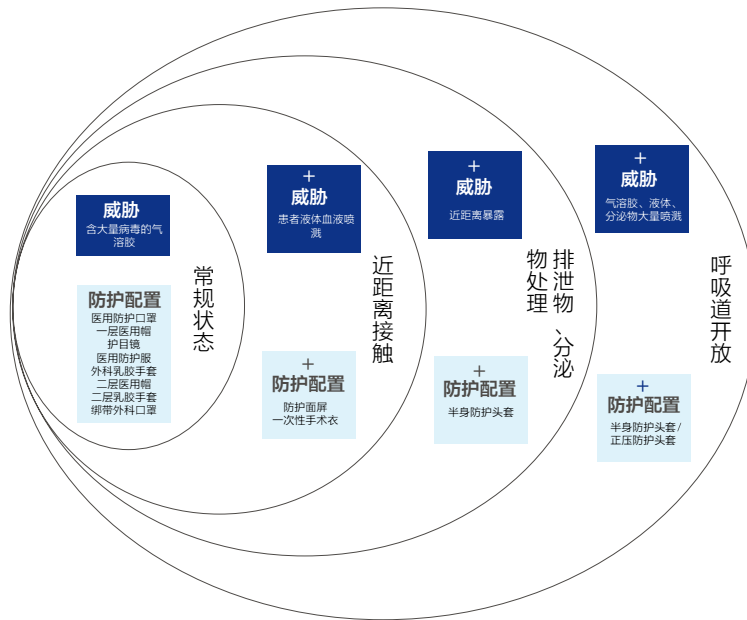 威胁
含大量病毒的气
溶胶
防护配置
医用防护口罩
一层医用帽
护目镜
医用防护服
外科乳胶手套
二层医用帽
二层乳胶手套
绑带外科口罩
常规状态
+
威胁
患者液体血液喷
溅
+
防护配置
防护面屏
一次性手术衣
近距离接触
+
威胁
近距离暴露
+
防护配置
半身防护头套
排泄物、分泌
物处理
+
威胁
气溶胶、液体、
分泌物大量喷溅
+
防护配置
半身防护头套/
正压防护头套
呼吸道开放